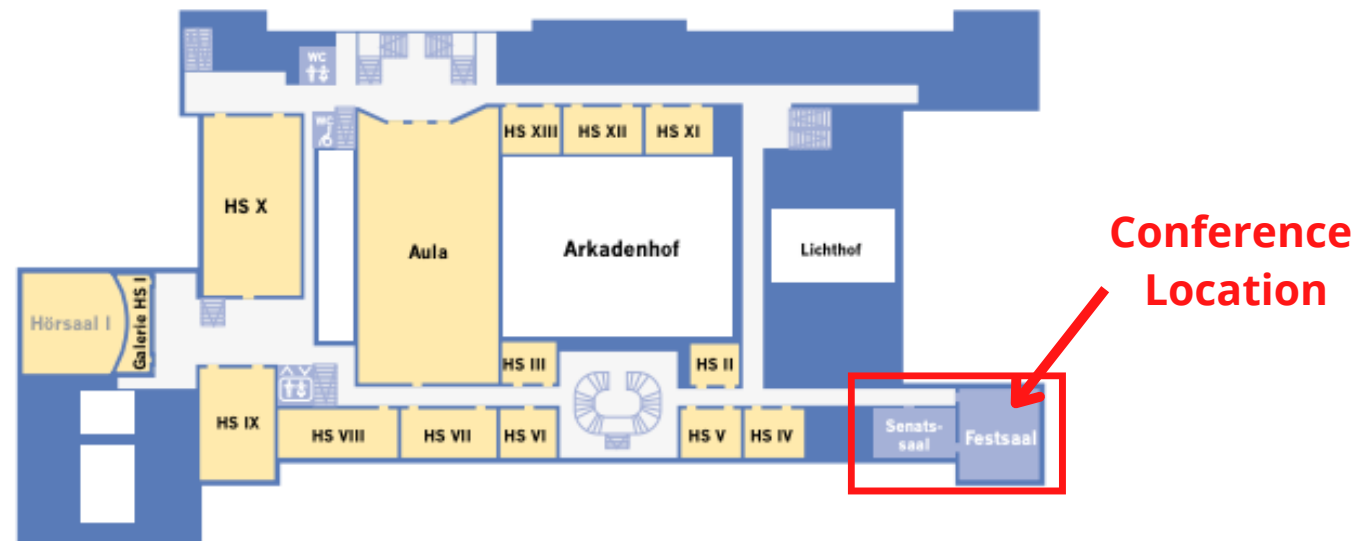 WC
WC
HS XIII
HS XII
HS XI
HS X
Aula
Arkadenhof
Lichthof
Conference
Location
Hörsaal I
Galerie HS I
HS III
HS II
HS IX
HS VIII
HS VII
HS VI
HS V
HS IV
Senats-
saal
Festsaal